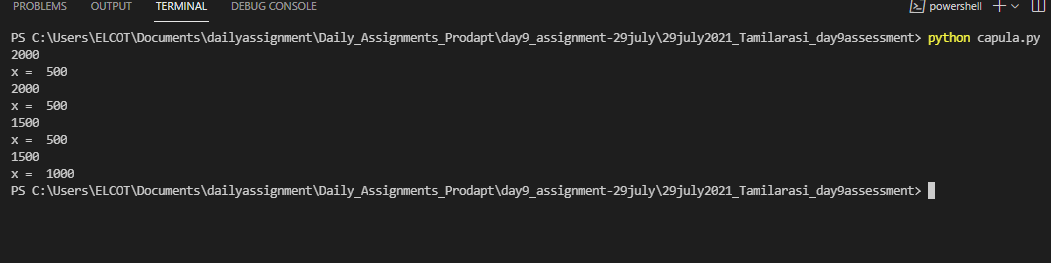 PROBLEMS OUTPUT TERMINAL DEBUG CONSOLE powershell
PS C:\Users\ELCOT\Documents\dailyassignment\Daily_Assignments_Prodapt\day9_assignment-29july\29july2021_Tamilarasi_day9assessment> python capula.py
2000
x =  500
2000
x =  500
1500
x =  500
1500
x =  1000
PS C:\Users\ELCOT\Documents\dailyassignment\Daily_Assignments_Prodapt\day9_assignment-29july\29july2021_Tamilarasi_day9assessment>